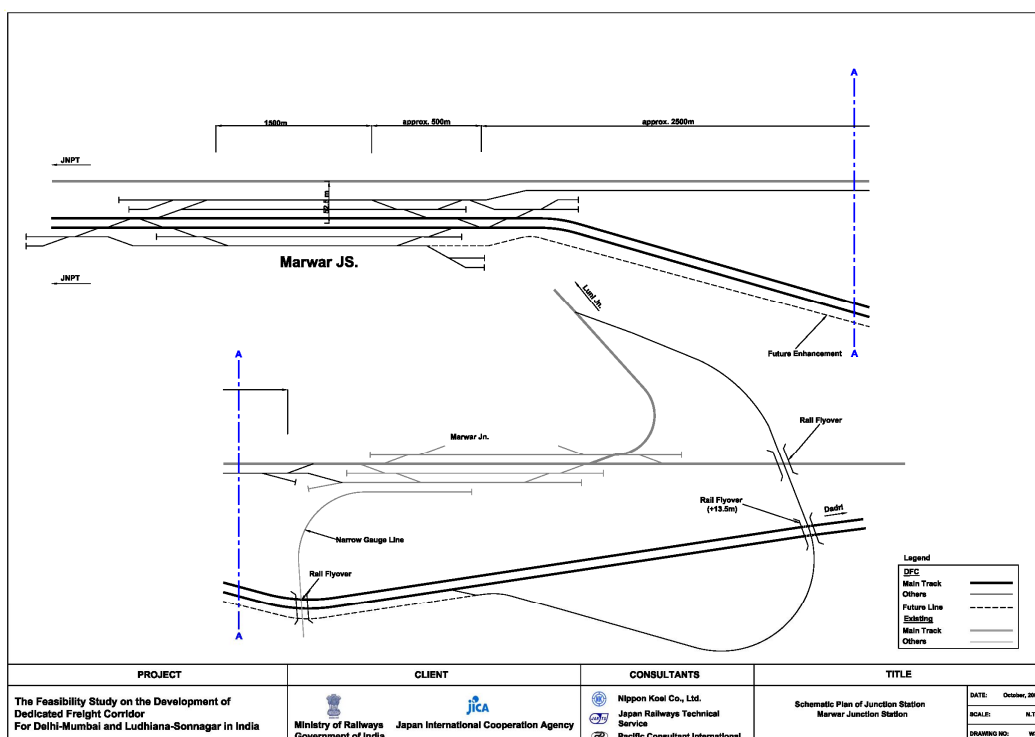 A
1500m
approx. 500m
approx. 2500m
JNPT
52.5 m
Marwar JS.
JNPT
Luni Jn.
Future Enhancement
A
A
Marwar Jn.
Rail Flyover
Rail Flyover
(+13.5m)
Dadri
Narrow Gauge Line
Rail Flyover
A
Legend
DFC
Main Track
Others
Future Line
Existing
Main Track
Others
PROJECT
CLIENT
CONSULTANTS
TITLE
The Feasibility Study on the Development of
Dedicated Freight Corridor
For Delhi-Mumbai and Ludhiana-Sonnagar in India
Ministry of Railways
Government of India
jICA
Japan International Cooperation Agency
Nippon Koei Co., Ltd.
JARTS
Japan Railways Technical
Service
Pacific Consultant International
Schematic Plan of Junction Station
Marwar Junction Station
DATE: October, 200
SCALE: N.T
DRAWING NO: